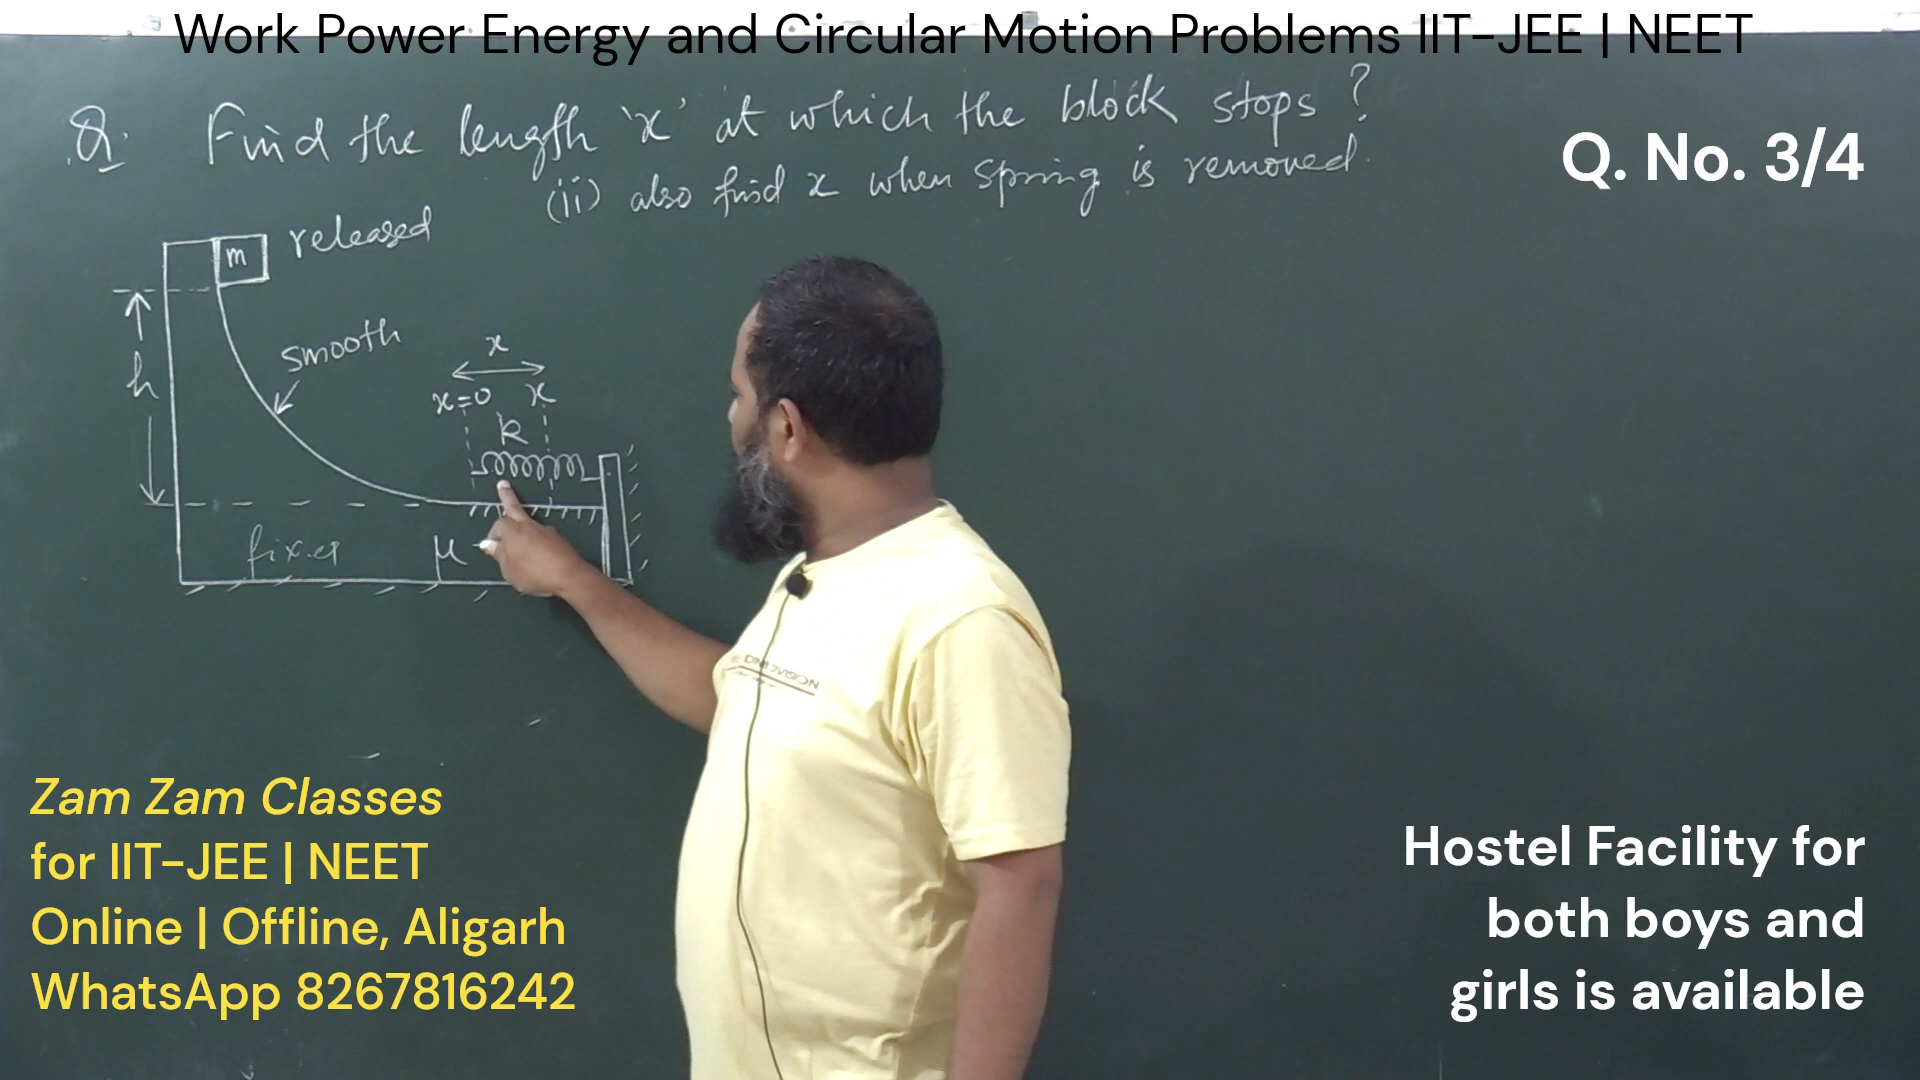 Work Power Energy and Circular Motion Problems IIT-JEE | NEET
Q. Find the length 'x' at which the block stops?
(ii) also find x when spring is removed.
Q. No. 3/4
m released
h
smooth
x
x=0 x
k
fixed
μ
Zam Zam Classes
for IIT-JEE | NEET
Online | Offline, Aligarh
WhatsApp 8267816242
Hostel Facility for
both boys and
girls is available